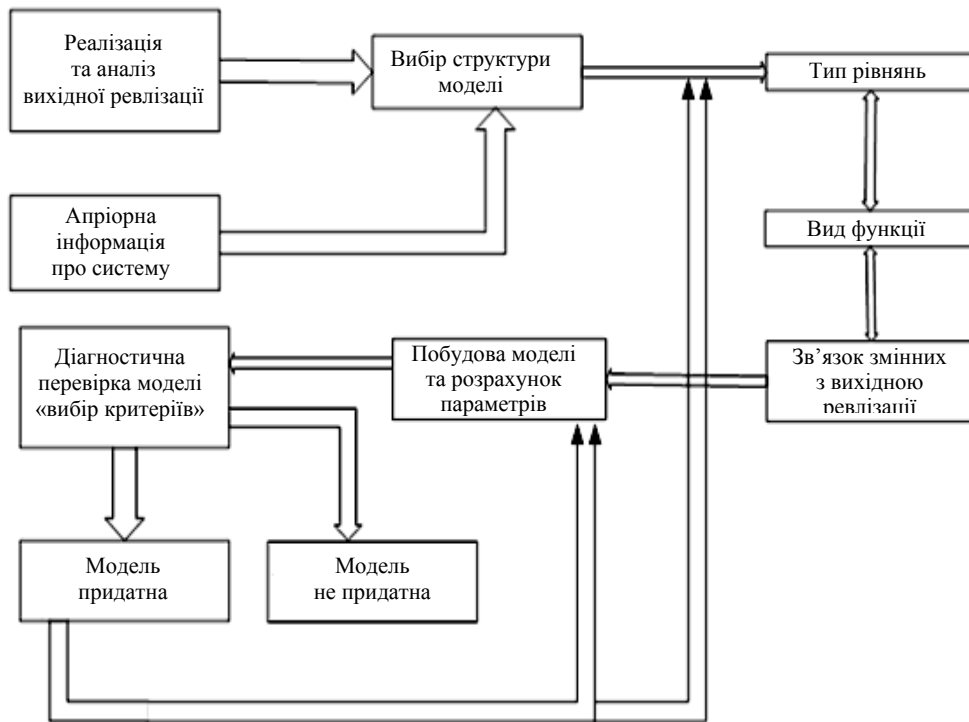 Реалізація
та аналіз
вихідної ревлізації
Вибір структури
моделі
Тип рівнянь
Апріорна
інформація
про систему
Вид функції
Діагностична
перевірка моделі
«вибір критеріїв»
Побудова моделі
та розрахунок
параметрів
Зв’язок змінних
з вихідною
ревлізації
Модель
придатна
Модель
не придатна